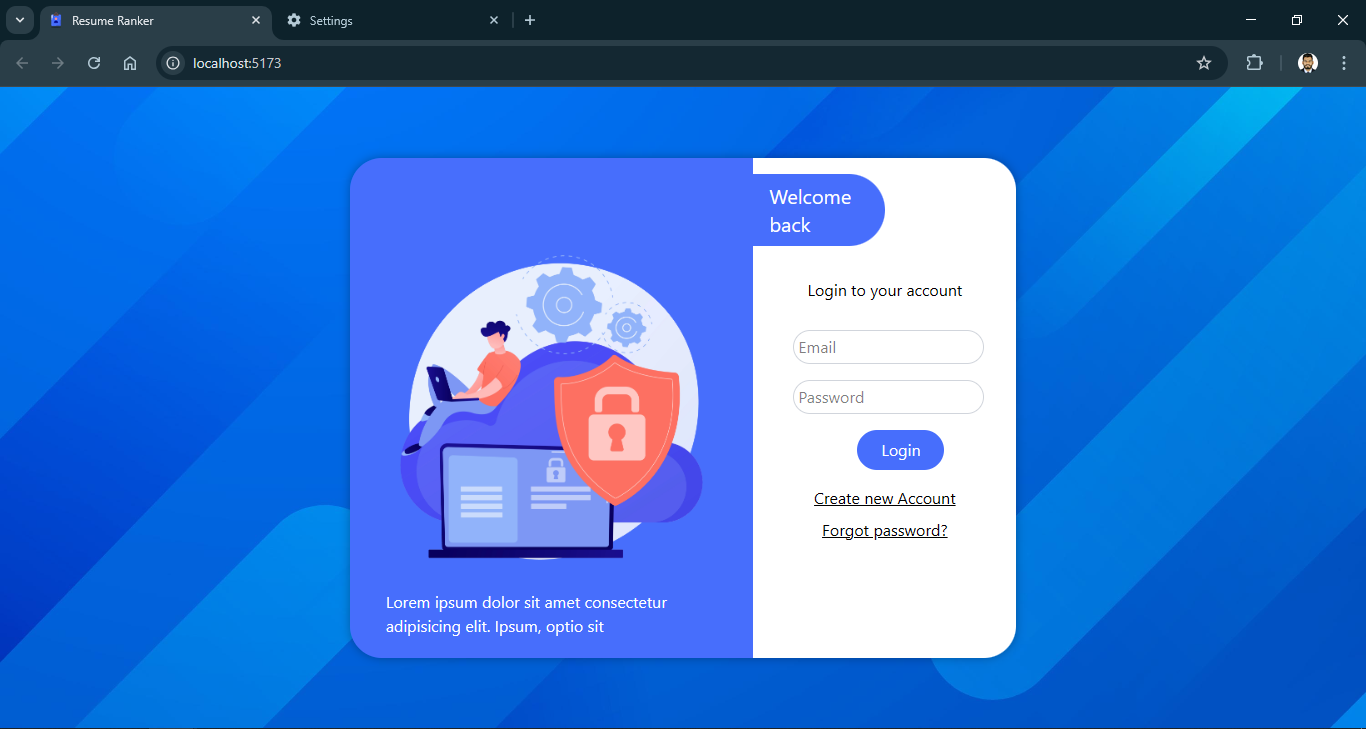 Resume Ranker
Settings
localhost:5173
Welcome
back
Login to your account
Email
Password
Login
Create new Account
Forgot password?
Lorem ipsum dolor sit amet consectetur
adipisicing elit. Ipsum, optio sit